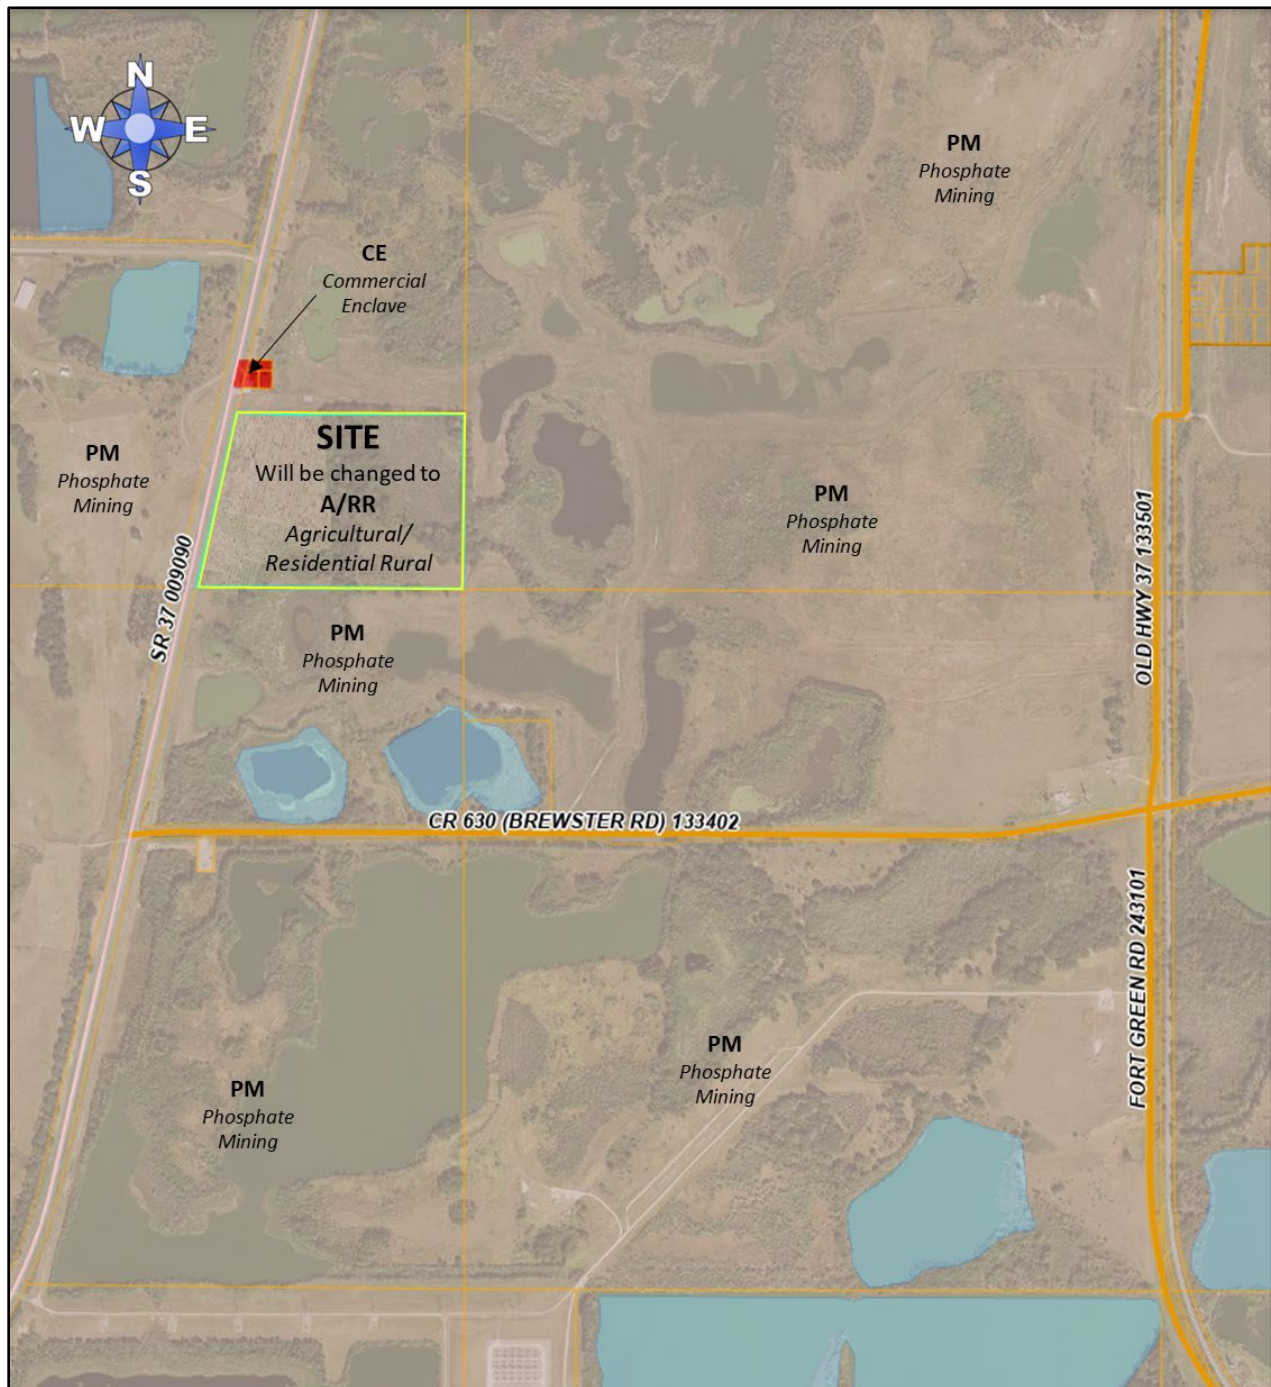 N
W E
S
PM
Phosphate
Mining
CE
Commercial
Enclave
SITE
Will be changed to
A/RR
Agricultural/
Residential Rural
PM
Phosphate
Mining
PM
Phosphate
Mining
OLD HWY 37 133501
SR 37 009090
PM
Phosphate
Mining
CR 630 (BREWSTER RD) 133402
FORT GREEN RD 243101
PM
Phosphate
Mining
PM
Phosphate
Mining